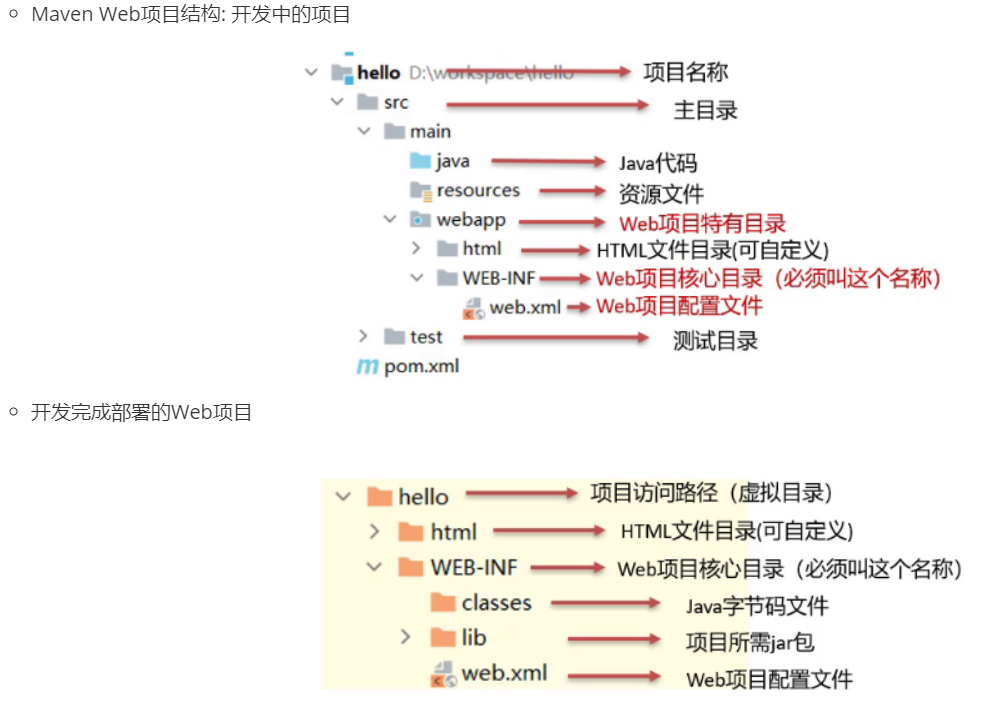 Maven Web项目结构: 开发中的项目
hello D:\workspace\hello 项目名称
src 主目录
main
java Java代码
resources 资源文件
webapp Web项目特有目录
html HTML文件目录(可自定义)
WEB-INF Web项目核心目录（必须叫这个名称）
web.xml Web项目配置文件
test 测试目录
pom.xml
开发完成部署的Web项目
hello 项目访问路径（虚拟目录）
html HTML文件目录(可自定义)
WEB-INF Web项目核心目录（必须叫这个名称）
classes Java字节码文件
lib 项目所需jar包
web.xml Web项目配置文件